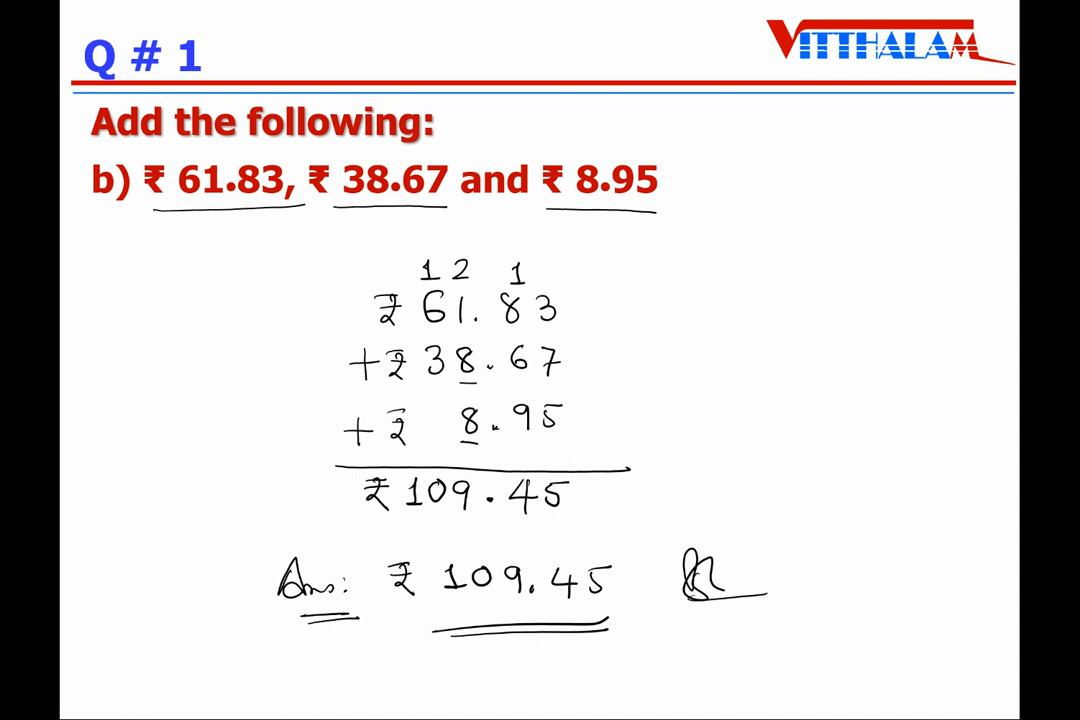 Q # 1
VITTHALAM
Add the following:
b) ₹ 61.83, ₹ 38.67 and ₹ 8.95
1 2 1
₹ 61.83
+ ₹ 38.67
+ ₹ 8.95
₹ 109.45
Ans: ₹ 109.45